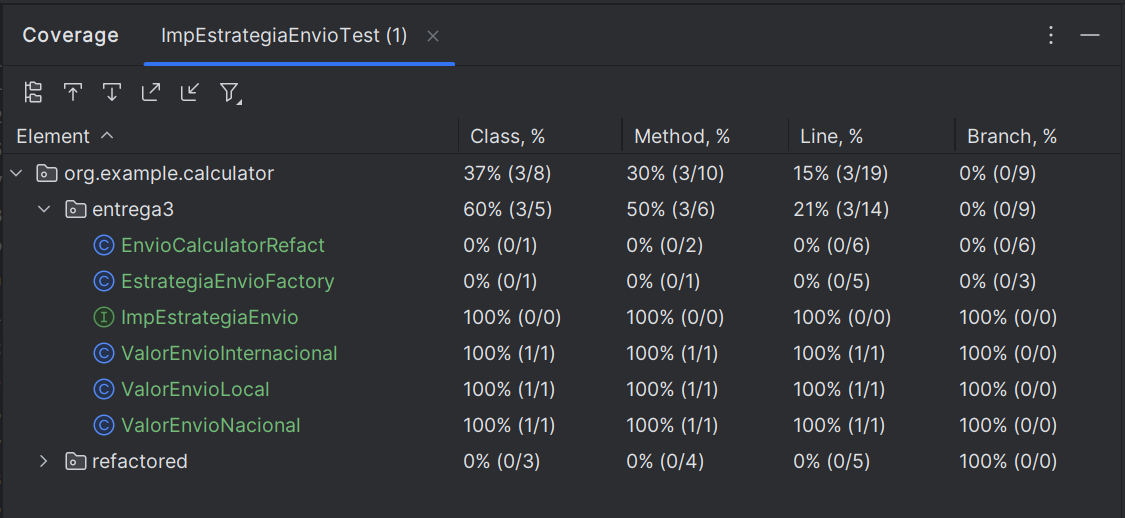 Coverage ImpEstrategiaEnvioTest (1)
Element Class, % Method, % Line, % Branch, %
org.example.calculator 37% (3/8) 30% (3/10) 15% (3/19) 0% (0/9)
entrega3 60% (3/5) 50% (3/6) 21% (3/14) 0% (0/9)
C EnvioCalculatorRefact 0% (0/1) 0% (0/2) 0% (0/6) 0% (0/6)
C EstrategiaEnvioFactory 0% (0/1) 0% (0/1) 0% (0/5) 0% (0/3)
I ImpEstrategiaEnvio 100% (0/0) 100% (0/0) 100% (0/0) 100% (0/0)
C ValorEnvioInternacional 100% (1/1) 100% (1/1) 100% (1/1) 100% (0/0)
C ValorEnvioLocal 100% (1/1) 100% (1/1) 100% (1/1) 100% (0/0)
C ValorEnvioNacional 100% (1/1) 100% (1/1) 100% (1/1) 100% (0/0)
refactored 0% (0/3) 0% (0/4) 0% (0/5) 100% (0/0)